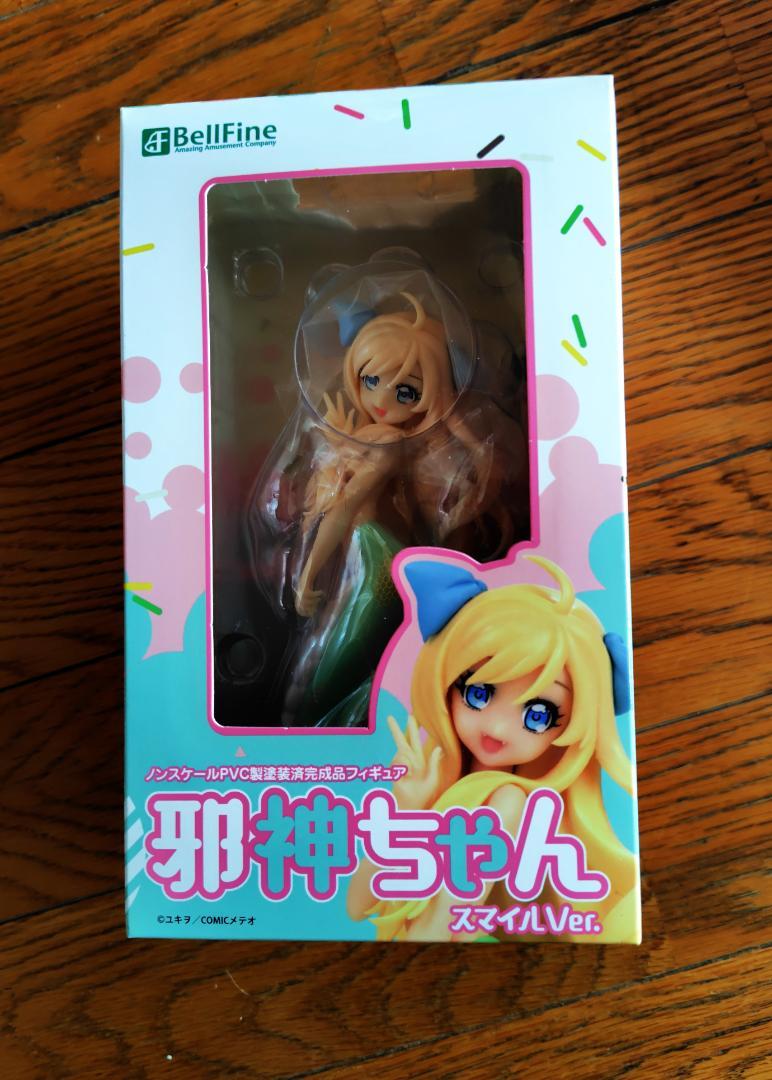 BellFine
Amazing Amusement Company
ノンスケールPVC製塗装済完成品フィギュア
邪神ちゃん
スマイルVer.
©ユキヲ／COMICメテオ